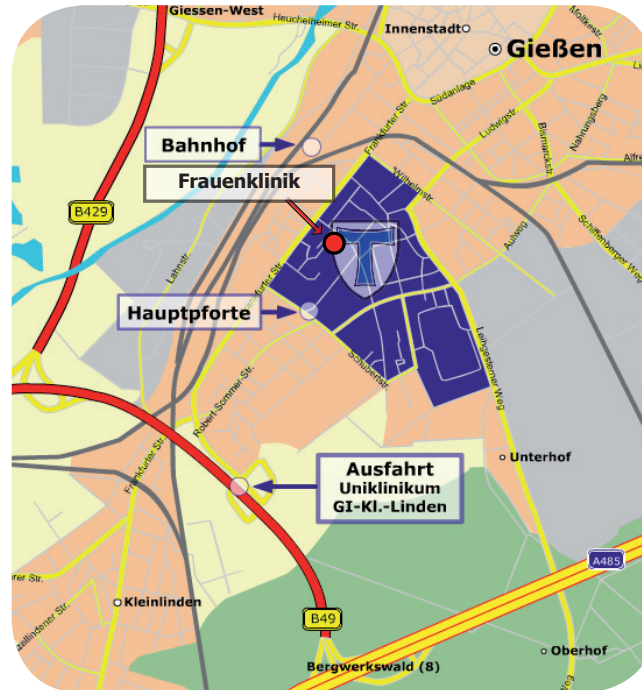 Giessen-West
Heuchelheimer Str.
Innenstadt
Moltkestr.
Gießen
Südanlage
Ludwigstr.
Nahrungsberg
Bismarckstr.
Frankfurter Str.
Bahnhof
Wilhelmstr.
Frauenklinik
B429
Lahnstr.
Aulweg
Schiffenberger Weg
Hauptpforte
Schubertstr.
Leihgesterner Weg
Robert-Sommer-Str.
Frankfurter Str.
Ausfahrt
Uniklinikum
GI-Kl.-Linden
Unterhof
A485
Kleinlinden
B49
Oberhof
Bergwerkswald (8)